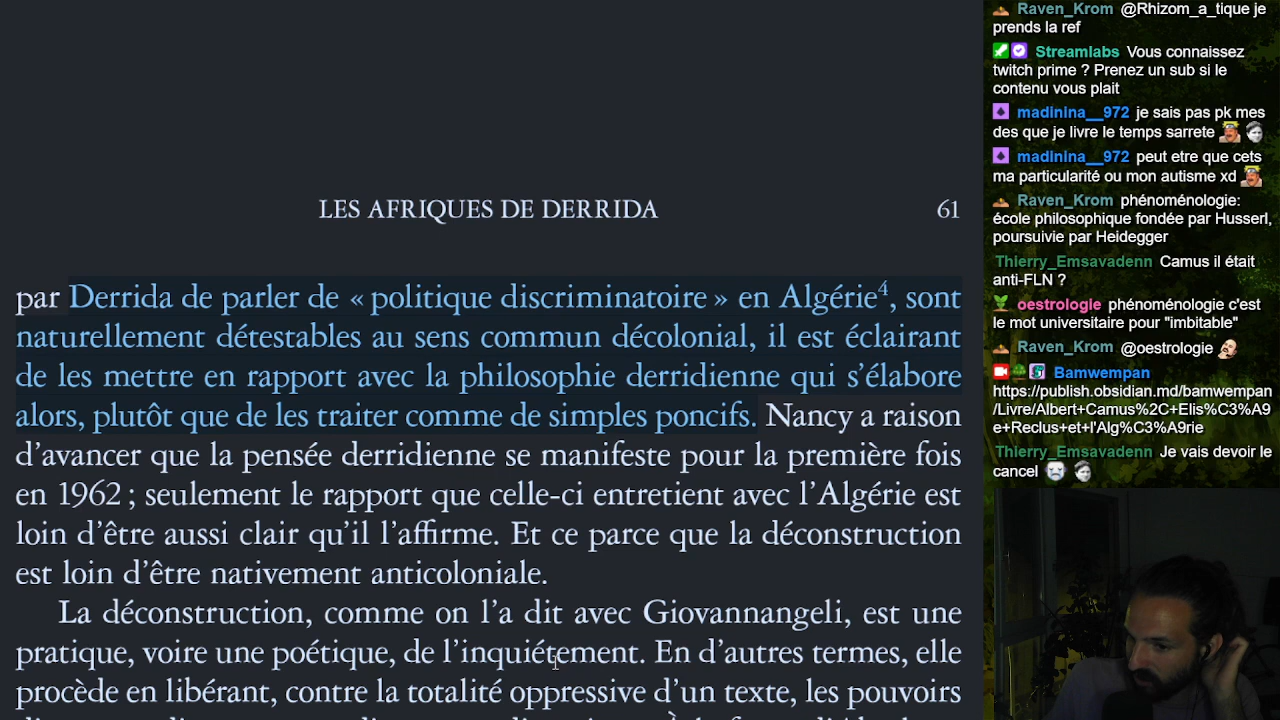 LES AFRIQUES DE DERRIDA 61
par Derrida de parler de « politique discriminatoire » en Algérie⁴, sont
naturellement détestables au sens commun décolonial, il est éclairant
de les mettre en rapport avec la philosophie derridienne qui s’élabore
alors, plutôt que de les traiter comme de simples poncifs. Nancy a raison
d’avancer que la pensée derridienne se manifeste pour la première fois
en 1962 ; seulement le rapport que celle-ci entretient avec l’Algérie est
loin d’être aussi clair qu’il l’affirme. Et ce parce que la déconstruction
est loin d’être nativement anticoloniale.
La déconstruction, comme on l’a dit avec Giovannangeli, est une
pratique, voire une poétique, de l’inquiétement. En d’autres termes, elle
procède en libérant, contre la totalité oppressive d’un texte, les pouvoirs
Raven_Krom @Rhizom_a_tique je
prends la ref
Streamlabs Vous connaissez
twitch prime ? Prenez un sub si le
contenu vous plait
madinina__972 je sais pas pk mes
des que je livre le temps sarrete
madinina__972 peut etre que cets
ma particularité ou mon autisme xd
Raven_Krom phénoménologie:
école philosophique fondée par Husserl,
poursuivie par Heidegger
Thierry_Emsavadenn Camus il était
anti-FLN ?
oestrologie phénoménologie c'est
le mot universitaire pour "imbitable"
Raven_Krom @oestrologie
Bamwempan
https://publish.obsidian.md/bamwempan
/Livre/Albert+Camus%2C+Elis%C3%A9
e+Reclus+et+l'Alg%C3%A9rie
Thierry_Emsavadenn Je vais devoir le
cancel